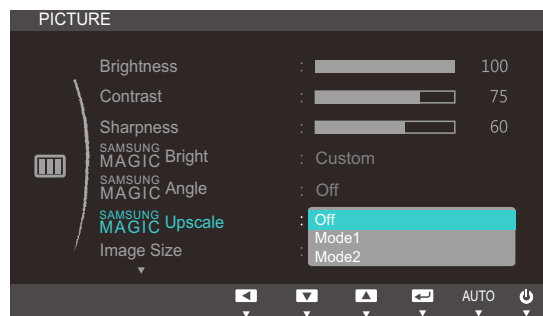 PICTURE
Brightness : 100
Contrast : 75
Sharpness : 60
SAMSUNG MAGIC Bright : Custom
SAMSUNG MAGIC Angle : Off
SAMSUNG MAGIC Upscale : Off
Mode1
Image Size : Mode2
AUTO